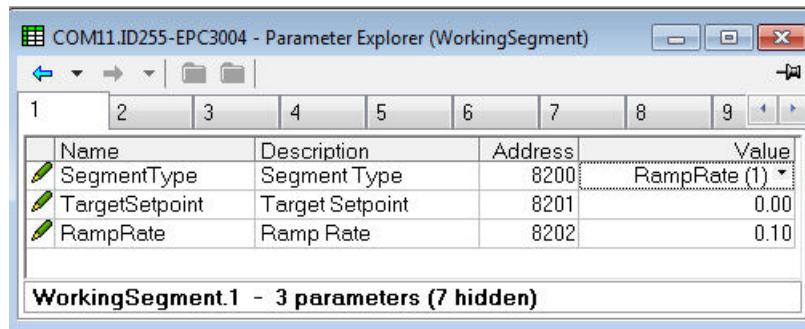 COM11.ID255-EPC3004 - Parameter Explorer (WorkingSegment)
1 2 3 4 5 6 7 8 9
Name Description Address Value
SegmentType Segment Type 8200 RampRate (1)
TargetSetpoint Target Setpoint 8201 0.00
RampRate Ramp Rate 8202 0.10
WorkingSegment.1 - 3 parameters (7 hidden)